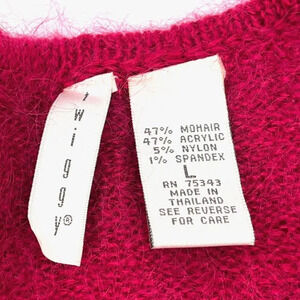 t
w
i
g
g
y®
47% MOHAIR
47% ACRYLIC
5% NYLON
1% SPANDEX
L
RN 75343
MADE IN
THAILAND
SEE REVERSE
FOR CARE